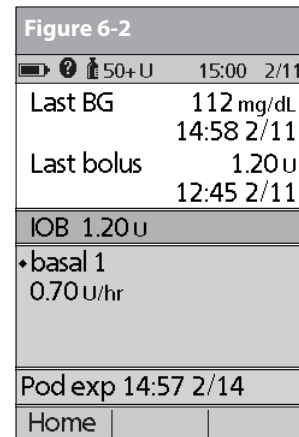 Figure 6-2
50+ U 15:00 2/11
Last BG 112 mg/dL
14:58 2/11
Last bolus 1.20 U
12:45 2/11
IOB 1.20 U
basal 1
0.70 U/hr
Pod exp 14:57 2/14
Home